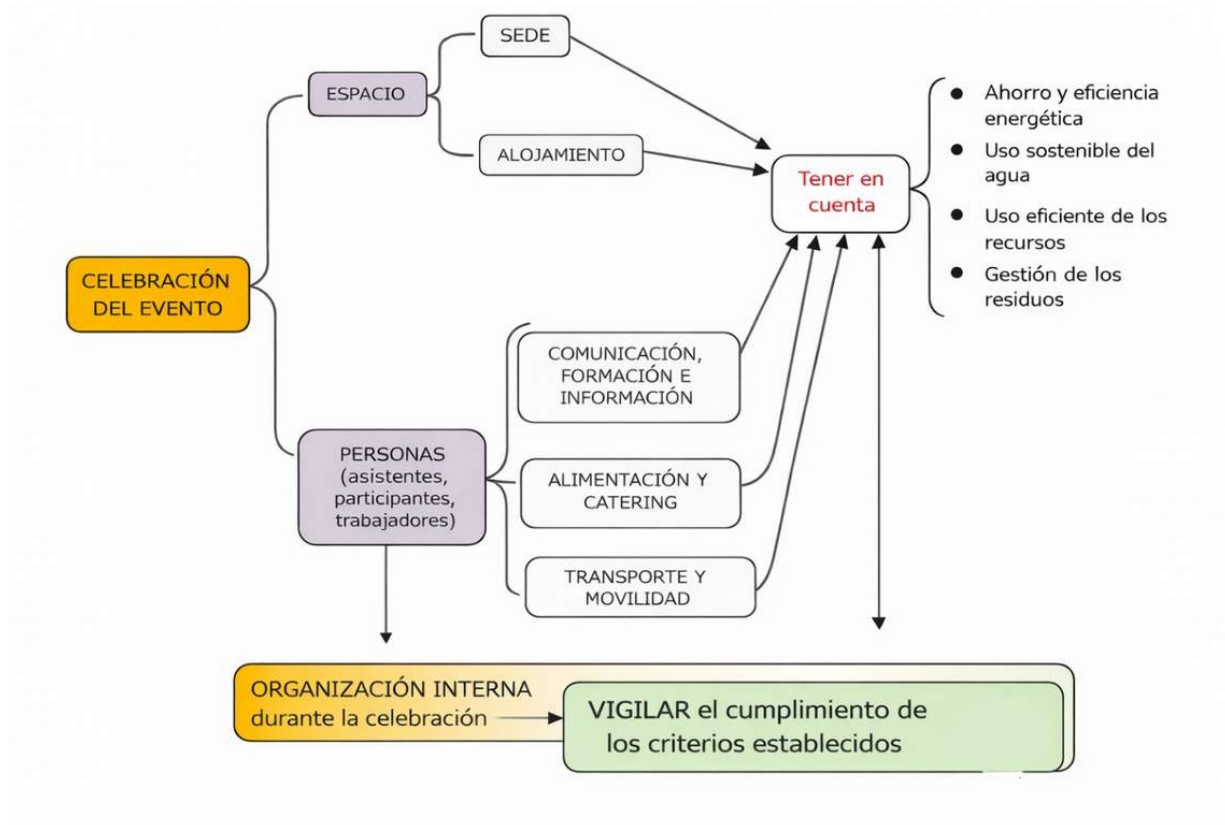 SEDE
ESPACIO
ALOJAMIENTO
Tener en
cuenta
Ahorro y eficiencia
energética
Uso sostenible del
agua
Uso eficiente de los
recursos
Gestión de los
residuos
CELEBRACIÓN
DEL EVENTO
COMUNICACIÓN,
FORMACIÓN E
INFORMACIÓN
PERSONAS
(asistentes,
participantes,
trabajadores)
ALIMENTACIÓN Y
CATERING
TRANSPORTE Y
MOVILIDAD
ORGANIZACIÓN INTERNA
durante la celebración
VIGILAR el cumplimiento de
los criterios establecidos